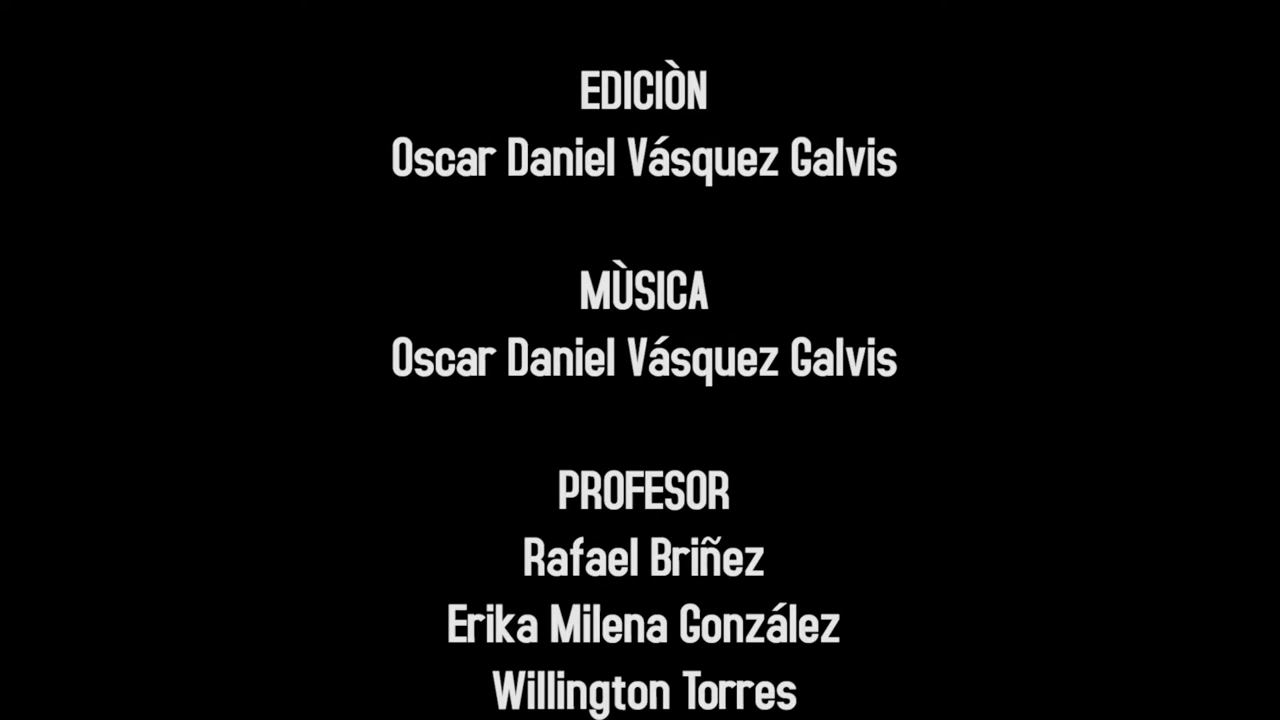 EDICIÒN
Oscar Daniel Vásquez Galvis
MÙSICA
Oscar Daniel Vásquez Galvis
PROFESOR
Rafael Briñez
Erika Milena González
Willington Torres